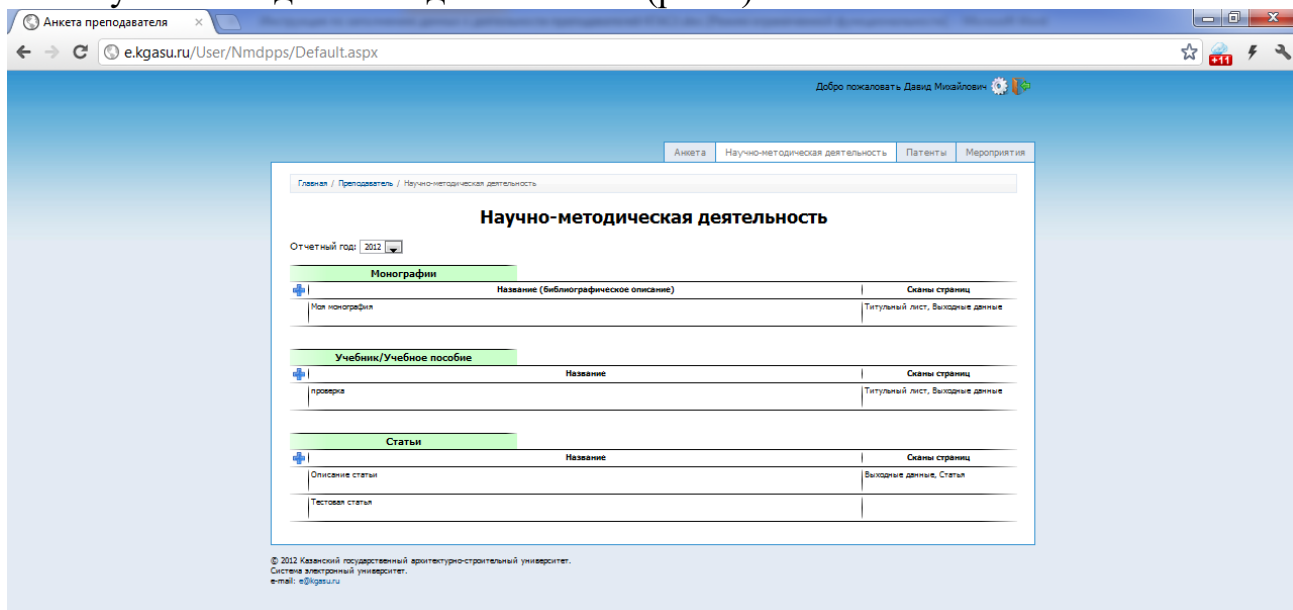 Анкета преподавателя
e.kgasu.ru/User/Nmdpps/Default.aspx
+11
Добро пожаловать Давид Михайлович
Анкета Научно-методическая деятельность Патенты Мероприятия
Главная / Преподаватель / Научно-методическая деятельность
Научно-методическая деятельность
Отчетный год: 2012
Монографии
Название (библиографическое описание) Сканы страниц
Моя монография Титульный лист, Выходные данные
Учебник/Учебное пособие
Название Сканы страниц
проверка Титульный лист, Выходные данные
Статьи
Название Сканы страниц
Описание статьи Выходные данные, Статья
Тестовая статья
© 2012 Казанский государственный архитектурно-строительный университет.
Система электронный университет.
e-mail: e@kgasu.ru